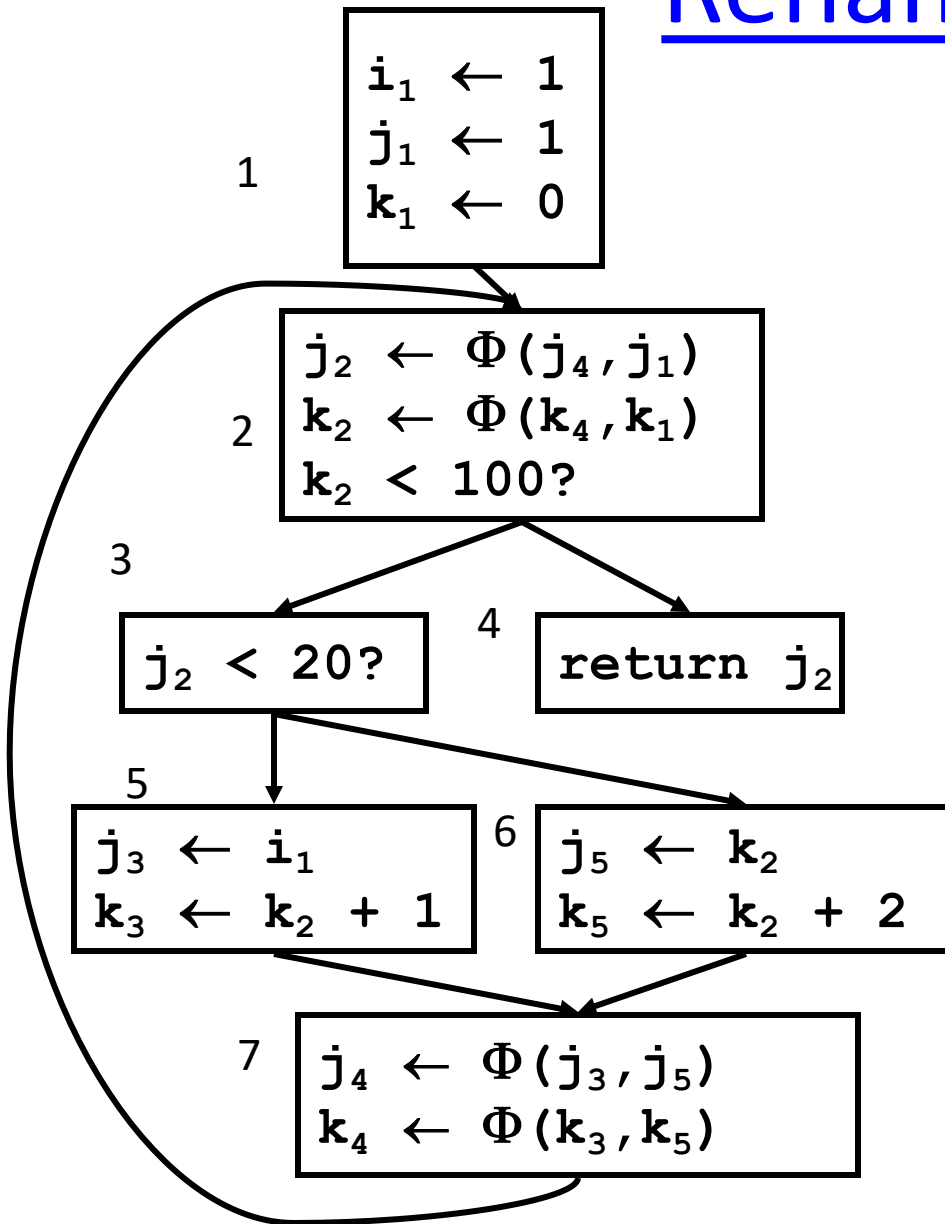 i₁ ← 1
j₁ ← 1
k₁ ← 0
1
j₂ ← Φ(j₄,j₁)
k₂ ← Φ(k₄,k₁)
k₂ < 100?
2
3
j₂ < 20?
4
return j₂
5
j₃ ← i₁
k₃ ← k₂ + 1
6
j₅ ← k₂
k₅ ← k₂ + 2
7
j₄ ← Φ(j₃,j₅)
k₄ ← Φ(k₃,k₅)